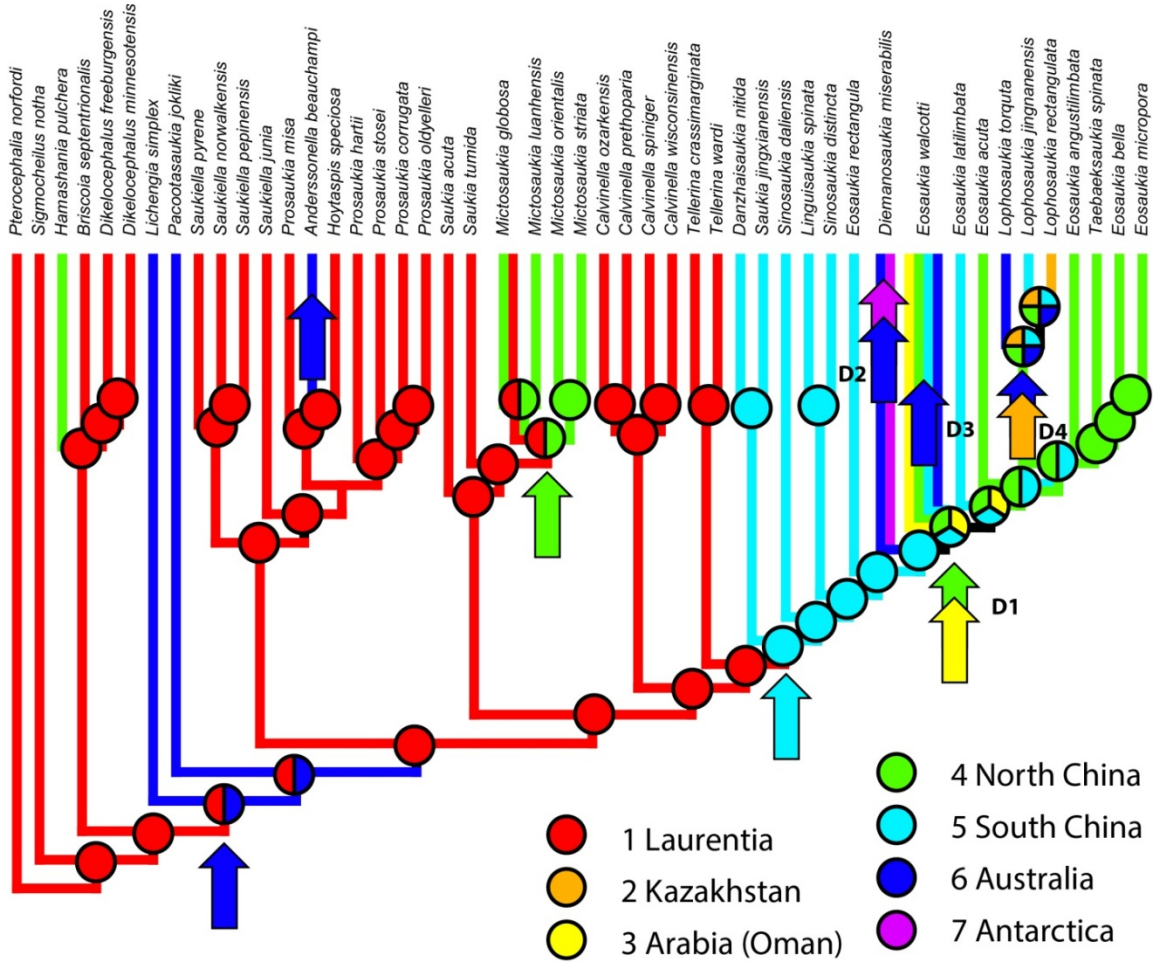 Pterocephalia norfordi
Sigmocheilus notha
Hamashania pulchera
Briscoia septentrionalis
Dikelocephalus freeburgensis
Dikelocephalus minnesotensis
Lichengia simplex
Pacootasaukia jokliki
Saukiella pyrene
Saukiella norwalkensis
Saukiella pepinensis
Saukiella junia
Prosaukia misa
Anderssonella beauchampi
Hoytaspis speciosa
Prosaukia hartii
Prosaukia stosei
Prosaukia corrugata
Prosaukia oldyelleri
Saukia acuta
Saukia tumida
Mictosaukia globosa
Mictosaukia luanhensis
Mictosaukia orientalis
Mictosaukia striata
Calvinella ozarkensis
Calvinella prethoparia
Calvinella spiniger
Calvinella wisconsinensis
Tellerina crassimarginata
Tellerina wardi
Danzhaisaukia nitida
Saukia jingxianensis
Sinosaukia daliensis
Linguisaukia spinata
Sinosaukia distincta
Eosaukia rectangula
Diemanosaukia miserabilis
Eosaukia walcotti
Eosaukia latilimbata
Eosaukia acuta
Lophosaukia torquta
Lophosaukia jingnanensis
Lophosaukia rectangulata
Eosaukia angustilimbata
Taebaeksaukia spinata
Eosaukia bella
Eosaukia micropora
D2
D3
D4
D1
1 Laurentia
2 Kazakhstan
3 Arabia (Oman)
4 North China
5 South China
6 Australia
7 Antarctica